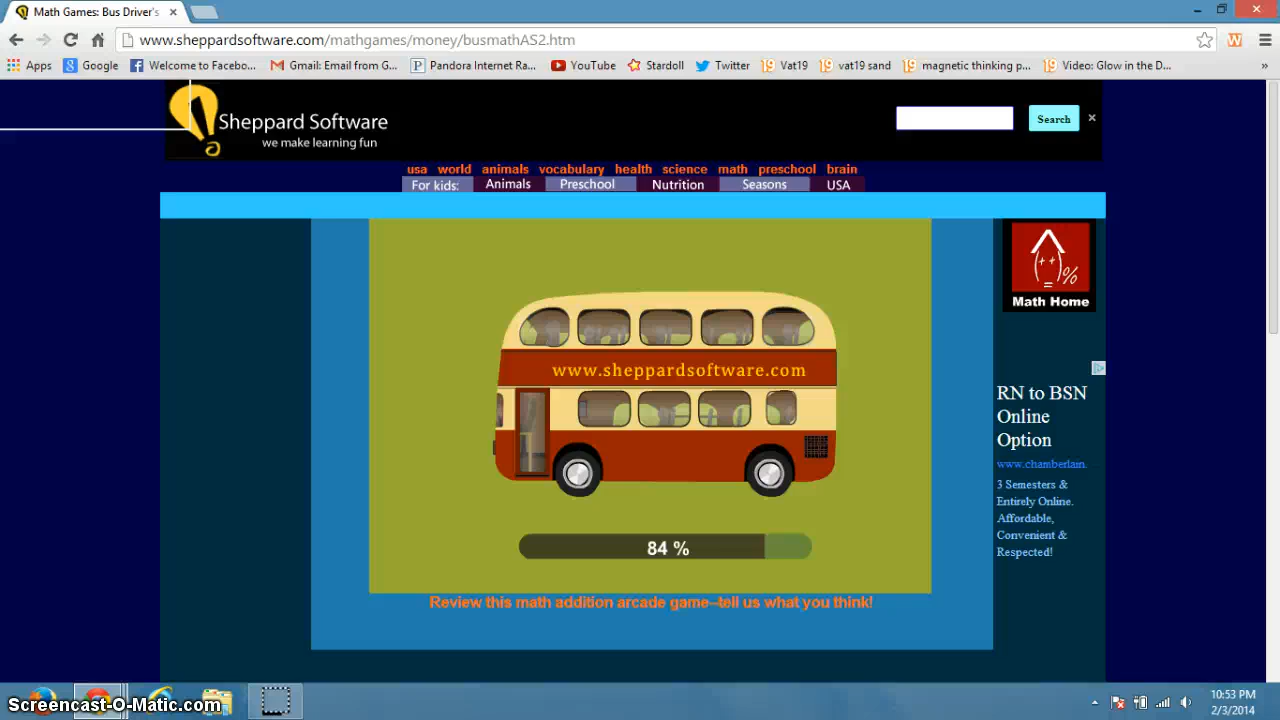 Math Games: Bus Driver's
www.sheppardsoftware.com/mathgames/money/busmathAS2.htm
Apps Google Welcome to Facebo... Gmail: Email from G... Pandora Internet Ra... YouTube Stardoll Twitter Vat19 vat19 sand magnetic thinking p... Video: Glow in the D... »
Sheppard Software
we make learning fun
Search
usa world animals vocabulary health science math preschool brain
For kids: Animals Preschool Nutrition Seasons USA
Math Home
www.sheppardsoftware.com
84 %
Review this math addition arcade game--tell us what you think!
RN to BSN
Online
Option
www.chamberlain.
3 Semesters &
Entirely Online.
Affordable,
Convenient &
Respected!
Screencast-O-Matic.com
10:53 PM
2/3/2014